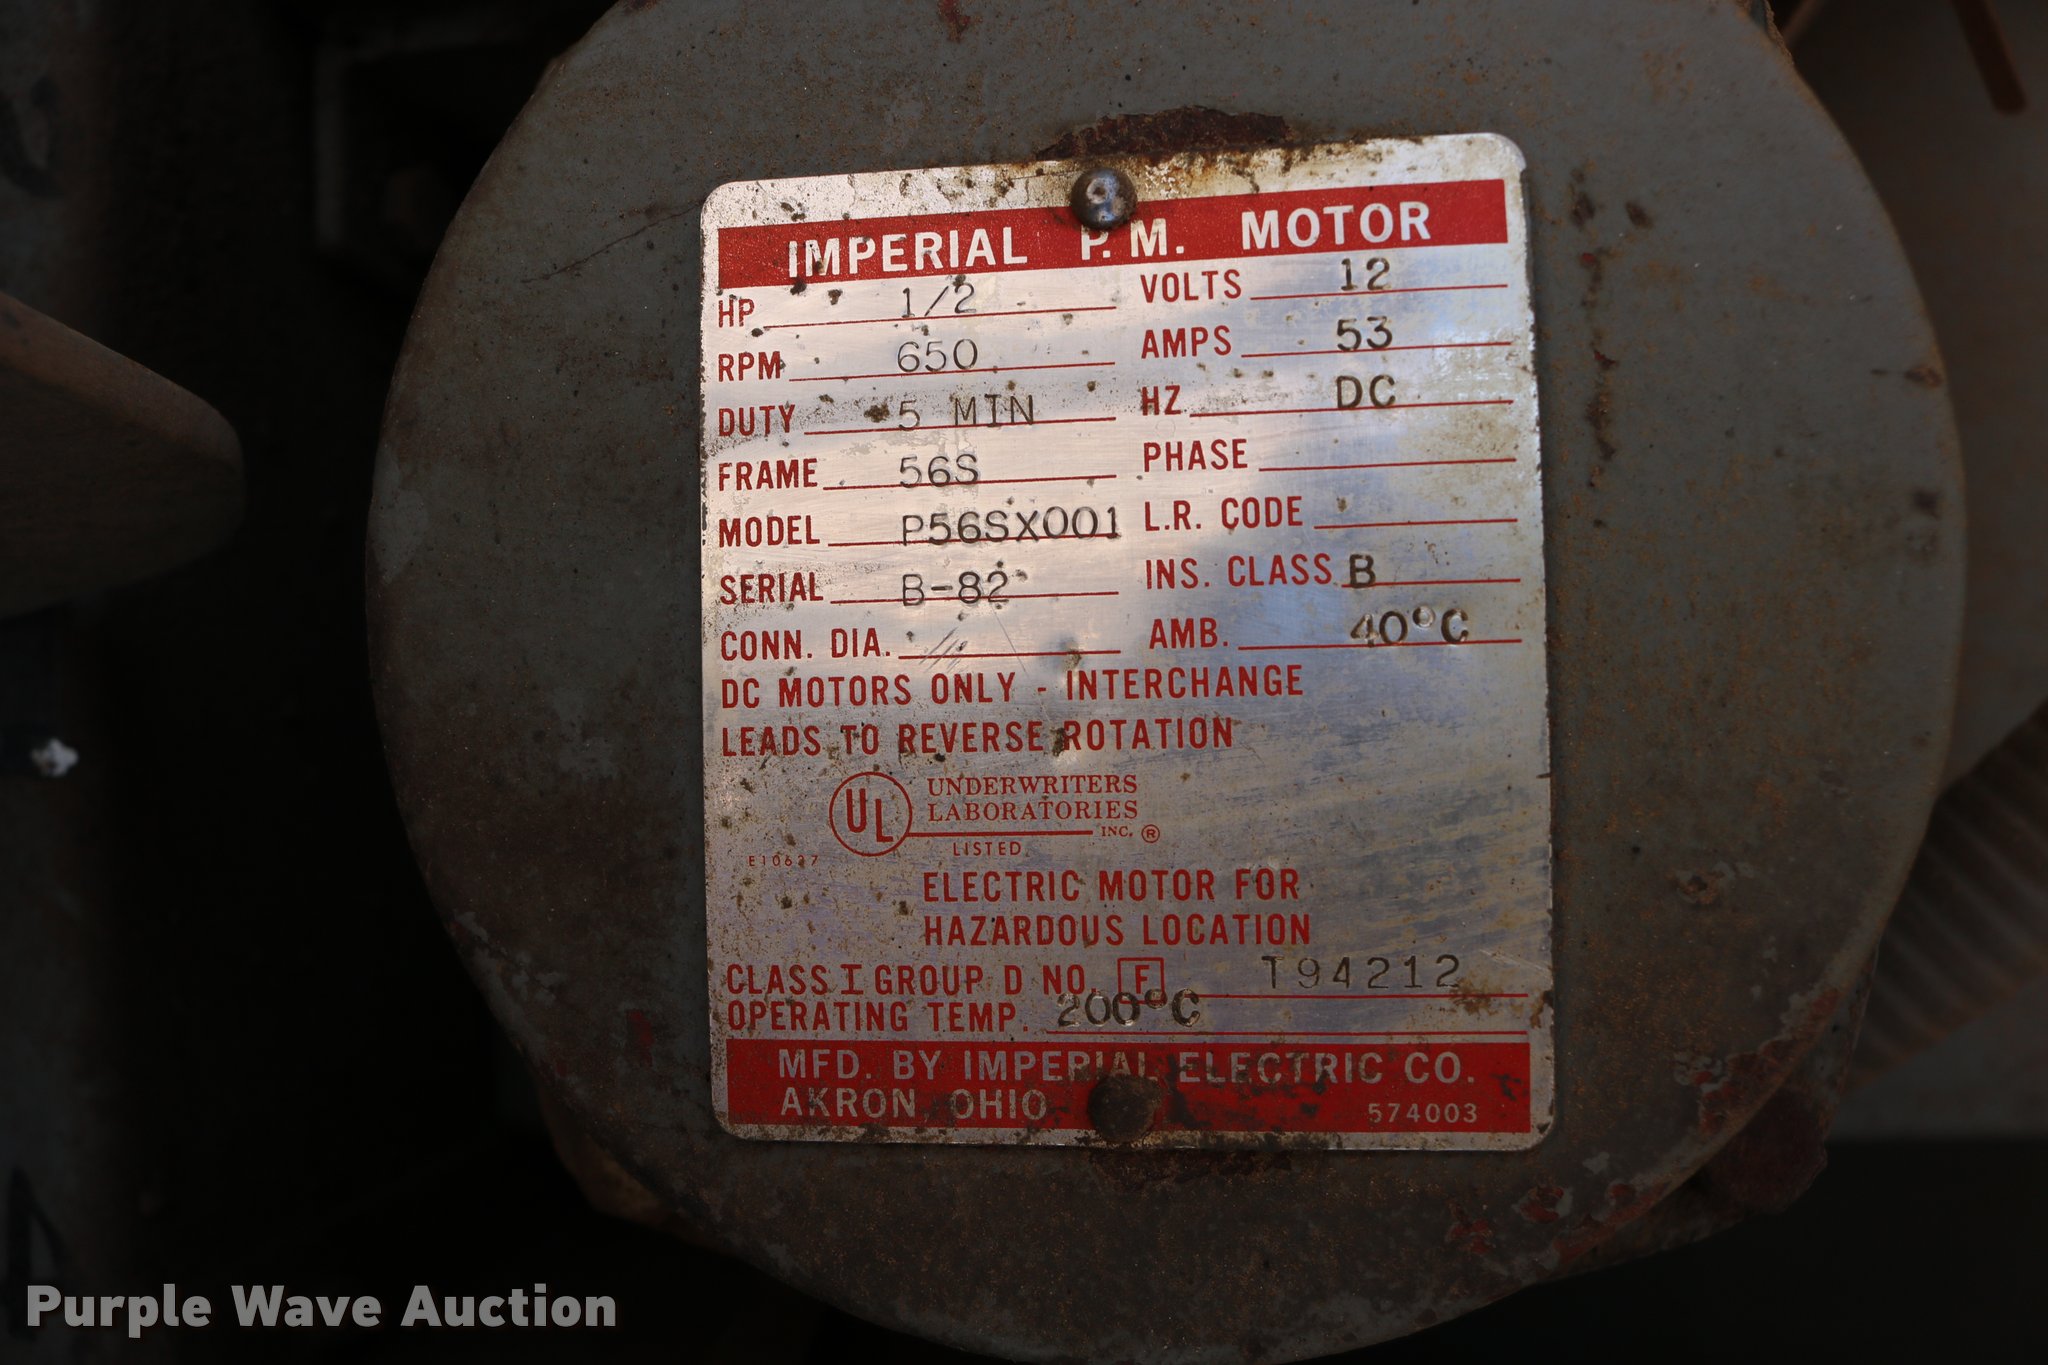 IMPERIAL P.M. MOTOR
HP 1/2 VOLTS 12
RPM 650 AMPS 53
DUTY 5 MIN HZ DC
FRAME 56S PHASE
MODEL P56SX001 L.R. CODE
SERIAL B-82 INS. CLASS B
CONN. DIA. AMB. 40°C
DC MOTORS ONLY - INTERCHANGE
LEADS TO REVERSE ROTATION
UL UNDERWRITERS
LABORATORIES
INC. ®
LISTED
E10627
ELECTRIC MOTOR FOR
HAZARDOUS LOCATION
CLASS I GROUP D NO. F T94212
OPERATING TEMP. 200°C
MFD. BY IMPERIAL ELECTRIC CO.
AKRON, OHIO 574003
Purple Wave Auction